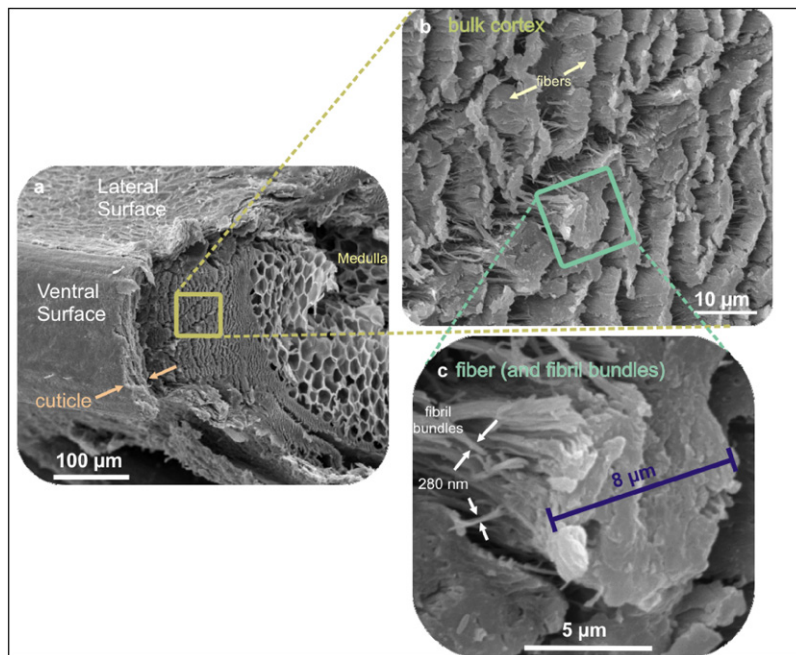 a
Lateral
Surface
Ventral
Surface
Medulla
cuticle
100 µm
b bulk cortex
fibers
10 µm
c fiber (and fibril bundles)
fibril
bundles
280 nm
8 µm
5 µm